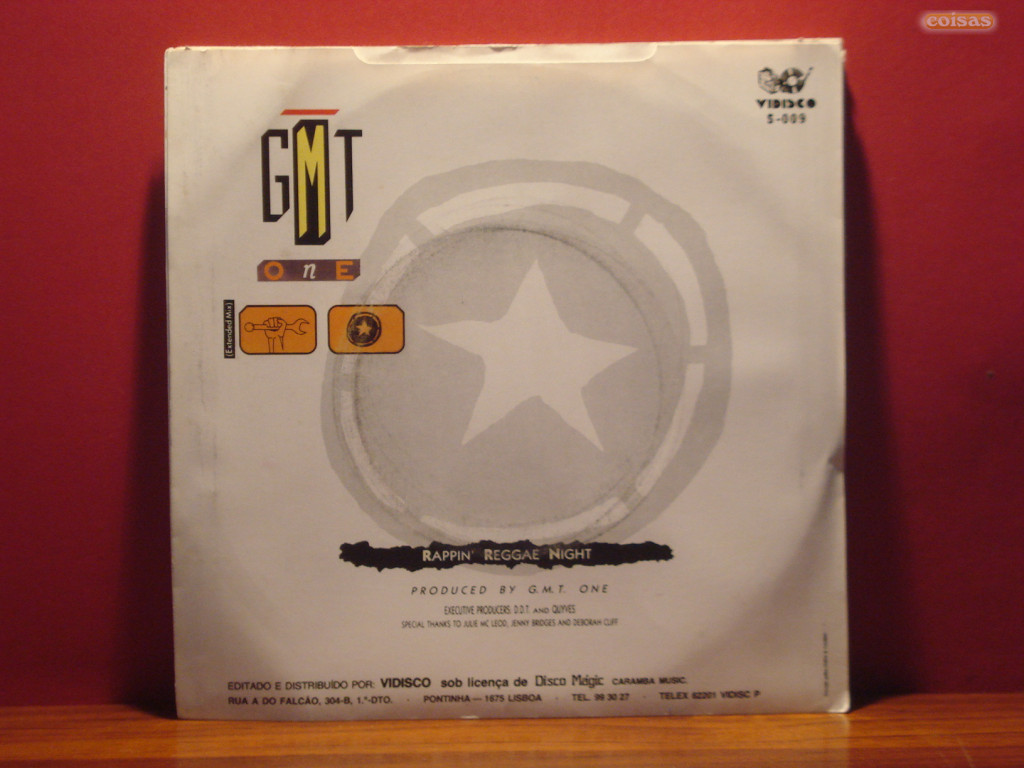 coisas
VIDISCO
S-009
GMT
OnE
(Extended Mix)
RAPPIN' REGGAE NIGHT
PRODUCED BY G.M.T. ONE
EXECUTIVE PRODUCERS: D.D.T. AND QUYVES
SPECIAL THANKS TO JULIE MC LEOD, JENNY BRIDGES AND DEBORAH CLIFF
EDITADO E DISTRIBUÍDO POR: VIDISCO sob licença de Disco Magic CARAMBA MUSIC.
RUA A DO FALCÃO, 304-B, 1.º-DTO. · PONTINHA — 1675 LISBOA · TEL. 99 30 27 · TELEX 62201 VIDISC P